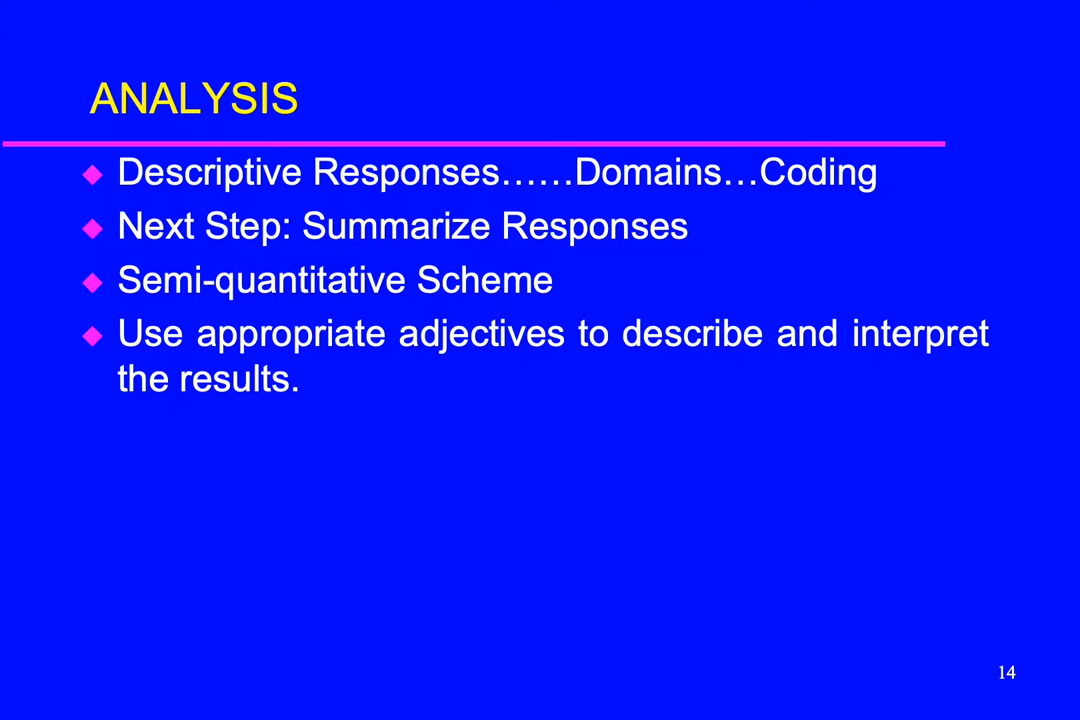 ANALYSIS
Descriptive Responses……Domains…Coding
Next Step: Summarize Responses
Semi-quantitative Scheme
Use appropriate adjectives to describe and interpret
the results.
14